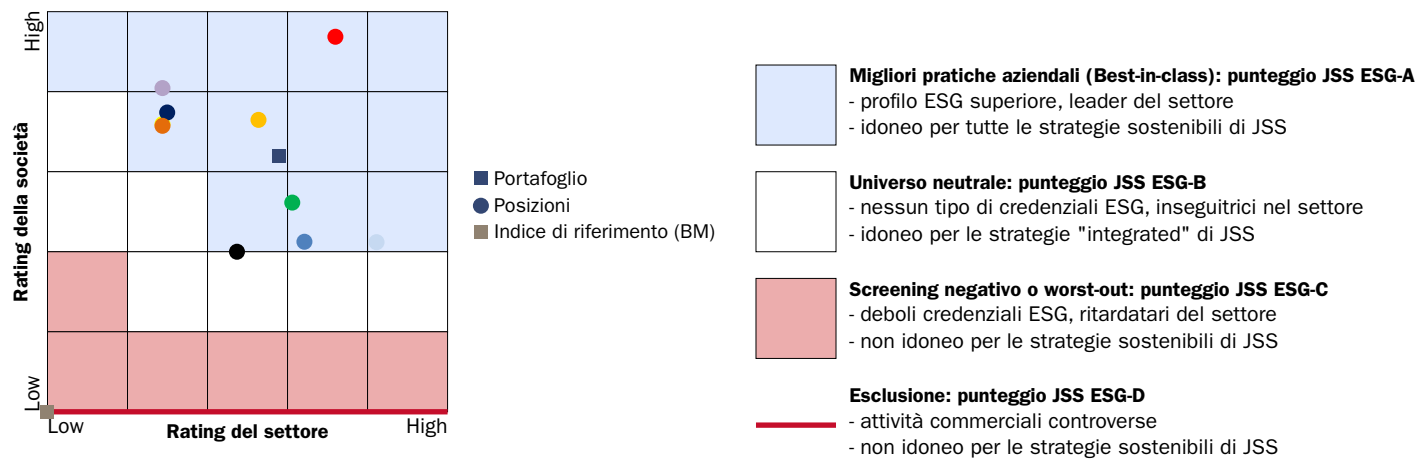 High
Rating della società
Low
Low
Rating del settore
High
Portafoglio
Posizioni
Indice di riferimento (BM)
Migliori pratiche aziendali (Best-in-class): punteggio JSS ESG-A
- profilo ESG superiore, leader del settore
- idoneo per tutte le strategie sostenibili di JSS
Universo neutrale: punteggio JSS ESG-B
- nessun tipo di credenziali ESG, inseguitrici nel settore
- idoneo per le strategie "integrated" di JSS
Screening negativo o worst-out: punteggio JSS ESG-C
- deboli credenziali ESG, ritardatari del settore
- non idoneo per le strategie sostenibili di JSS
Esclusione: punteggio JSS ESG-D
- attività commerciali controverse
- non idoneo per le strategie sostenibili di JSS